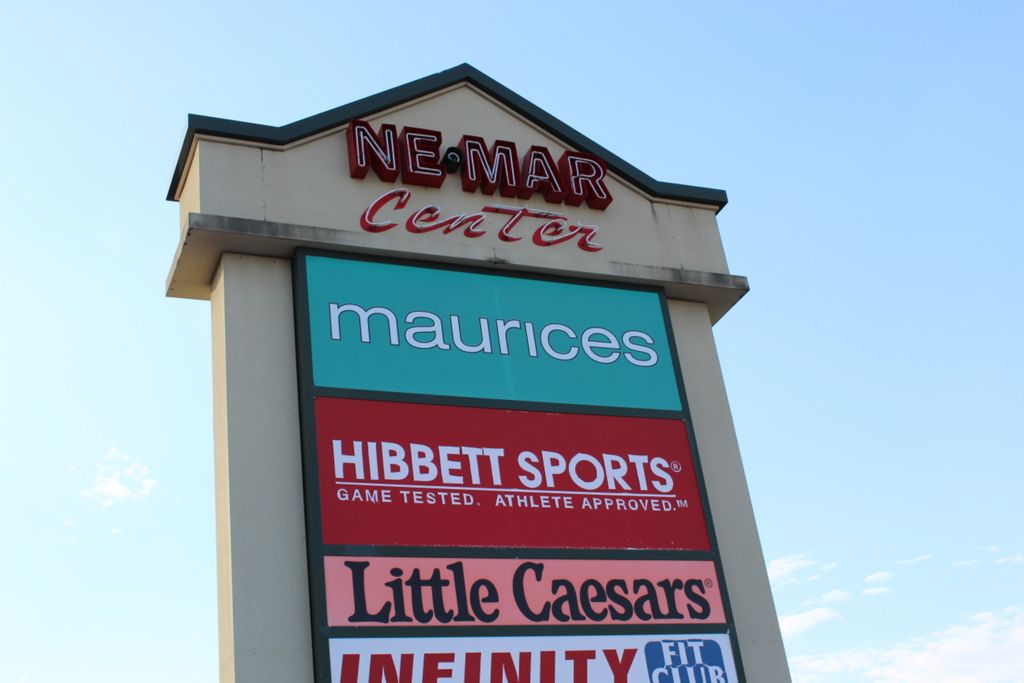 NE•MAR
Center
maurices
HIBBETT SPORTS®
GAME TESTED. ATHLETE APPROVED.™
Little Caesars®
INFINITY FIT
CLUB